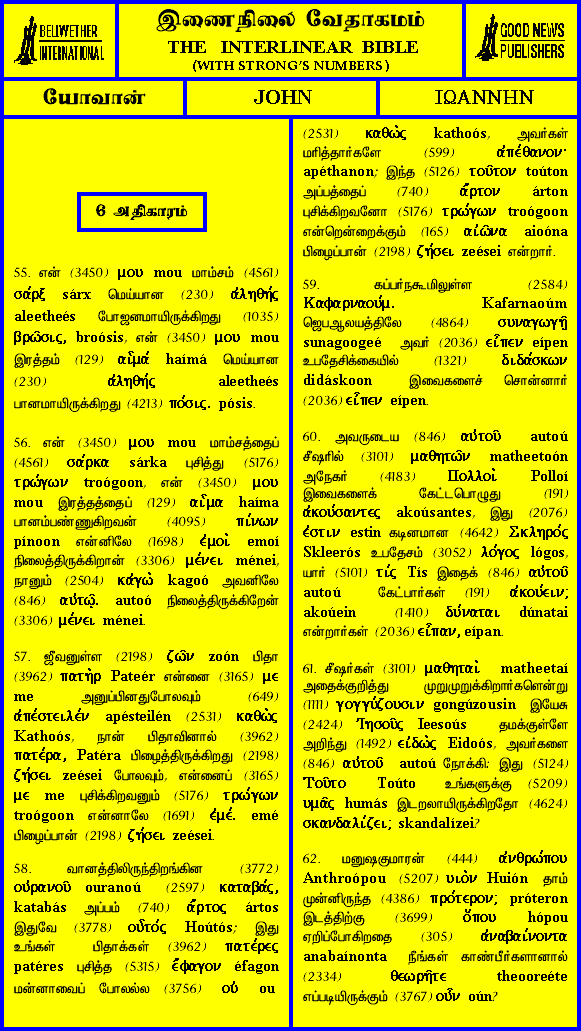 BELLWETHER
INTERNATIONAL
இணைநிலை வேதாகமம்
THE INTERLINEAR BIBLE
(WITH STRONG'S NUMBERS)
GOOD NEWS
PUBLISHERS
யோவான்
JOHN
ΙΩΑΝΝΗΝ
6 அதிகாரம்
55. என் (3450) μου mou மாம்சம் (4561)
σάρξ sárx மெய்யான (230) ἀληθής
aleetheés போஜனமாயிருக்கிறது (1035)
βρῶσις, broósis, என் (3450) μου mou
இரத்தம் (129) αἷμά haímá மெய்யான
(230) ἀληθής aleetheés
பானமாயிருக்கிறது (4213) πόσις. pósis.
56. என் (3450) μου mou மாம்சத்தைப்
(4561) σάρκα sárka புசித்து (5176)
τρώγων troógoon, என் (3450) μου
mou இரத்தத்தைப் (129) αἷμα haíma
பானம்பண்ணுகிறவன் (4095) πίνων
pínoon என்னிலே (1698) ἐμοὶ emoí
நிலைத்திருக்கிறான் (3306) μένει ménei,
நானும் (2504) κἀγὼ kagoó அவனிலே
(846) αὐτῷ. autoó நிலைத்திருக்கிறேன்
(3306) μένει ménei.
57. ஜீவனுள்ள (2198) ζῶν zoón பிதா
(3962) πατὴρ Pateér என்னை (3165) με
me அனுப்பினதுபோலவும் (649)
ἀπέστειλέν apésteilén (2531) καθὼς
Kathoós, நான் பிதாவினால் (3962)
πατέρα, Patéra பிழைத்திருக்கிறது (2198)
ζήσει zeései போலவும், என்னைப் (3165)
με me புசிக்கிறவனும் (5176) τρώγων
troógoon என்னாலே (1691) ἐμέ. emé
பிழைப்பான் (2198) ζήσει zeései.
58. வானத்திலிருந்திறங்கின (3772)
οὐρανοῦ ouranoú (2597) καταβάς,
katabás அப்பம் (740) ἄρτος ártos
இதுவே (3778) οὗτός Hoútós; இது
உங்கள் பிதாக்கள் (3962) πατέρες
patéres புசித்த (5315) ἔφαγον éfagon
மன்னாவைப் போலல்ல (3756) οὐ ou
(2531) καθὼς kathoós, அவர்கள்
மரித்தார்களே (599) ἀπέθανον·
apéthanon; இந்த (5126) τοῦτον toúton
அப்பத்தைப் (740) ἄρτον árton
புசிக்கிறவனோ (5176) τρώγων troógoon
என்றென்றைக்கும் (165) αἰῶνα aioóna
பிழைப்பான் (2198) ζήσει zeései என்றார்.
59. கப்பர்நகூமிலுள்ள (2584)
Καφαρναούμ. Kafarnaoúm
ஜெபஆலயத்திலே (4864) συναγωγῇ
sunagoogeé அவர் (2036) εἶπεν eípen
உபதேசிக்கையில் (1321) διδάσκων
didáskoon இவைகளைச் சொன்னார்
(2036) εἶπεν eípen.
60. அவருடைய (846) αὐτοῦ autoú
சீஷரில் (3101) μαθητῶν matheetoón
அநேகர் (4183) Πολλοὶ Polloí
இவைகளைக் கேட்டபொழுது (191)
ἀκούσαντες akoúsantes, இது (2076)
ἐστιν estin கடினமான (4642) Σκληρός
Skleerós உபதேசம் (3052) λόγος lógos,
யார் (5101) τίς Tís இதைக் (846) αὐτοῦ
autoú கேட்பார்கள் (191) ἀκούειν;
akoúein (1410) δύναται dúnatai
என்றார்கள் (2036) εἶπαν, eípan.
61. சீஷர்கள் (3101) μαθηταὶ matheetaí
அதைக்குறித்து முறுமுறுக்கிறார்களென்று
(1111) γογγύζουσιν gongúzousin இயேசு
(2424) Ἰησοῦς Ieesoús தமக்குள்ளே
அறிந்து (1492) εἰδὼς Eidoós, அவர்களை
(846) αὐτοῦ autoú நோக்கி: இது (5124)
Τοῦτο Toúto உங்களுக்கு (5209)
υμᾶς humás இடறலாயிருக்கிறதோ (4624)
σκανδαλίζει; skandalízei?
62. மனுஷகுமாரன் (444) ἀνθρώπου
Anthroópou (5207) υἱὸν Huión தாம்
முன்னிருந்த (4386) πρότερον; próteron
இடத்திற்கு (3699) ὅπου hópou
ஏறிப்போகிறதை (305) ἀναβαίνοντα
anabaínonta நீங்கள் காண்பீர்களானால்
(2334) θεωρῆτε theooreéte
எப்படியிருக்கும் (3767) οὖν oún?